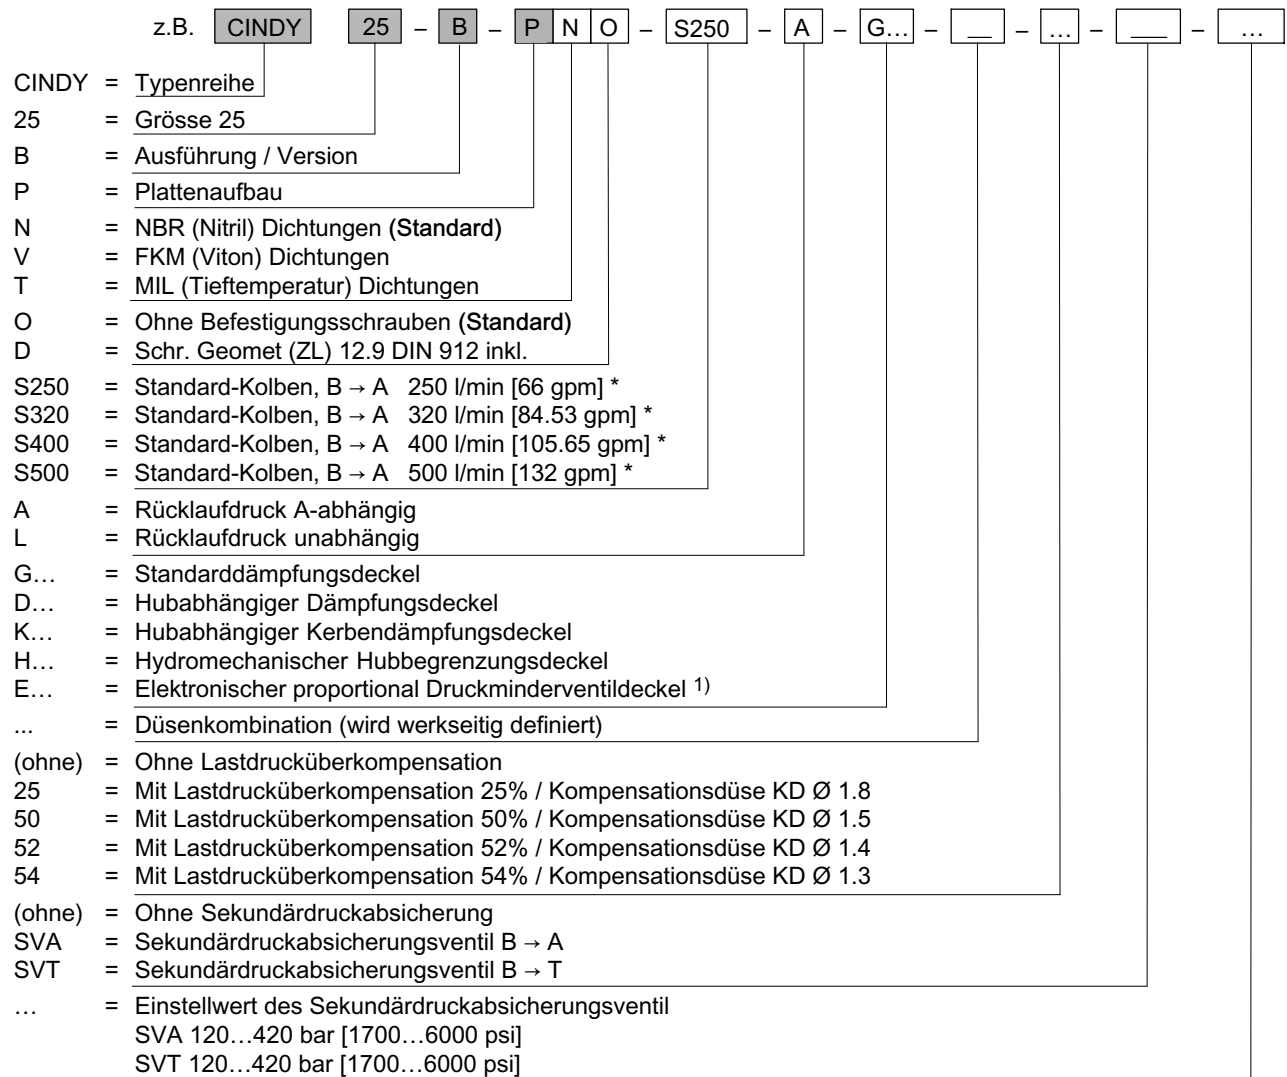 z.B. CINDY 25 – B – P N O – S250 – A – G… – __ – … – ___ – …
CINDY = Typenreihe
25 = Grösse 25
B = Ausführung / Version
P = Plattenaufbau
N = NBR (Nitril) Dichtungen (Standard)
V = FKM (Viton) Dichtungen
T = MIL (Tieftemperatur) Dichtungen
O = Ohne Befestigungsschrauben (Standard)
D = Schr. Geomet (ZL) 12.9 DIN 912 inkl.
S250 = Standard-Kolben, B → A 250 l/min [66 gpm] *
S320 = Standard-Kolben, B → A 320 l/min [84.53 gpm] *
S400 = Standard-Kolben, B → A 400 l/min [105.65 gpm] *
S500 = Standard-Kolben, B → A 500 l/min [132 gpm] *
A = Rücklaufdruck A-abhängig
L = Rücklaufdruck unabhängig
G… = Standarddämpfungsdeckel
D… = Hubabhängiger Dämpfungsdeckel
K… = Hubabhängiger Kerbendämpfungsdeckel
H… = Hydromechanischer Hubbegrenzungsdeckel
E… = Elektronischer proportional Druckminderventildeckel 1)
... = Düsenkombination (wird werkseitig definiert)
(ohne) = Ohne Lastdrucküberkompensation
25 = Mit Lastdrucküberkompensation 25% / Kompensationsdüse KD Ø 1.8
50 = Mit Lastdrucküberkompensation 50% / Kompensationsdüse KD Ø 1.5
52 = Mit Lastdrucküberkompensation 52% / Kompensationsdüse KD Ø 1.4
54 = Mit Lastdrucküberkompensation 54% / Kompensationsdüse KD Ø 1.3
(ohne) = Ohne Sekundärdruckabsicherung
SVA = Sekundärdruckabsicherungsventil B → A
SVT = Sekundärdruckabsicherungsventil B → T
… = Einstellwert des Sekundärdruckabsicherungsventil
SVA 120…420 bar [1700…6000 psi]
SVT 120…420 bar [1700…6000 psi]